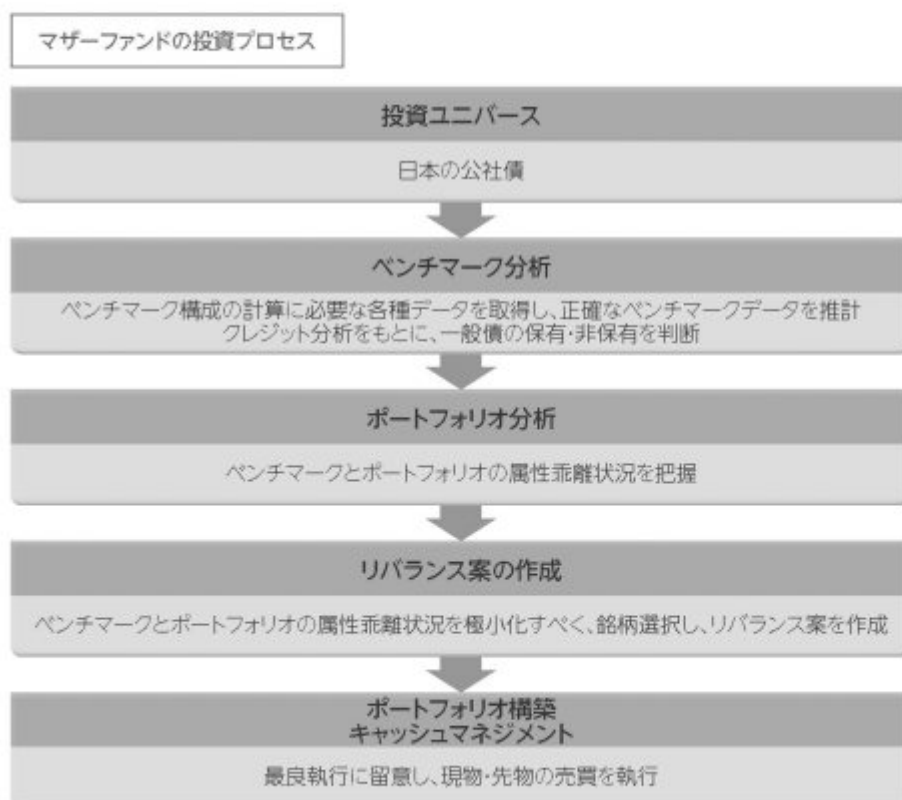 マザーファンドの投資プロセス
投資ユニバース
日本の公社債
ベンチマーク分析
ベンチマーク構成の計算に必要な各種データを取得し、正確なベンチマークデータを推計
クレジット分析をもとに、一般債の保有・非保有を判断
ポートフォリオ分析
ベンチマークとポートフォリオの属性乖離状況を把握
リバランス案の作成
ベンチマークとポートフォリオの属性乖離状況を極小化すべく、銘柄選択し、リバランス案を作成
ポートフォリオ構築
キャッシュマネジメント
最良執行に留意し、現物・先物の売買を執行